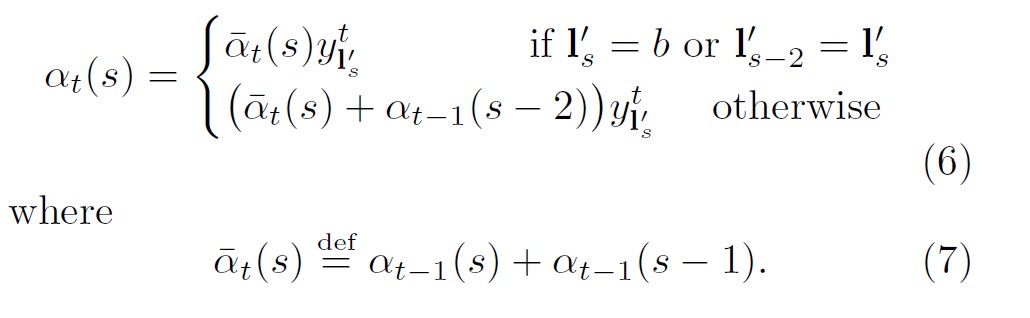 α_t(s) = { ᾱ_t(s)y^t_{𝐥′_s} if 𝐥′_s = b or 𝐥′_{s−2} = 𝐥′_s
(ᾱ_t(s) + α_{t−1}(s − 2))y^t_{𝐥′_s} otherwise
(6)
where
ᾱ_t(s) ≝ α_{t−1}(s) + α_{t−1}(s − 1). (7)